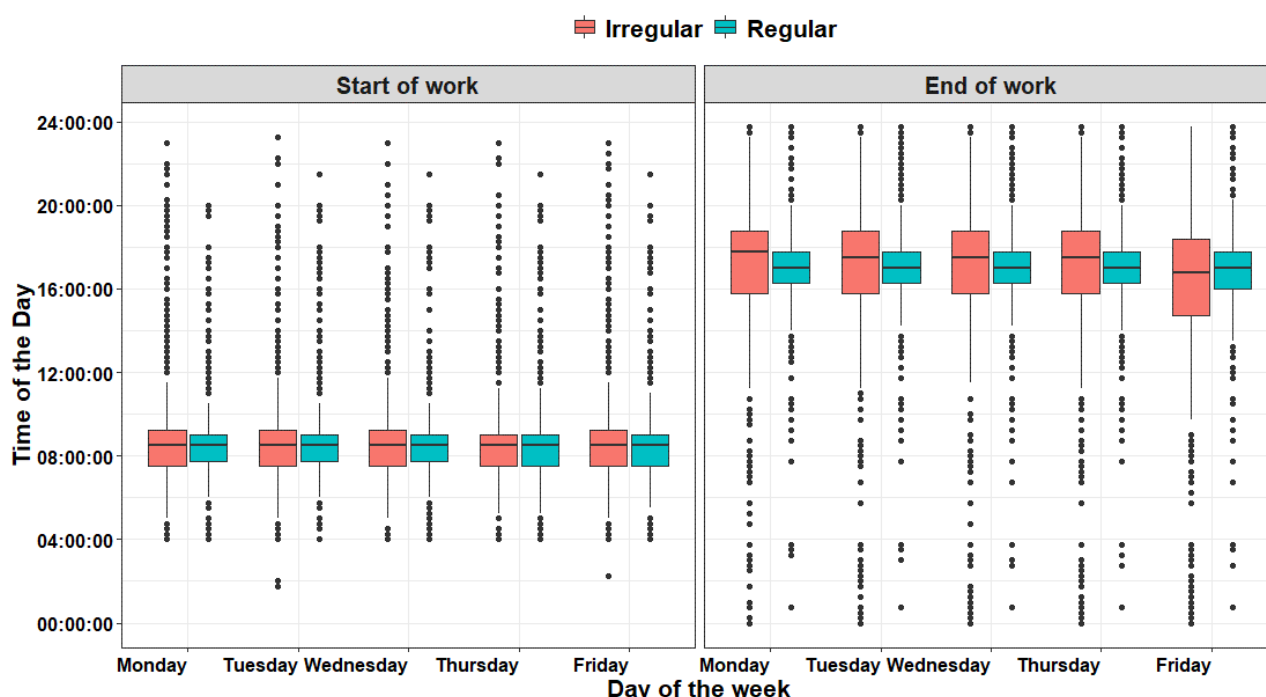 Irregular Regular
Start of work
End of work
Time of the Day
24:00:00
20:00:00
16:00:00
12:00:00
08:00:00
04:00:00
00:00:00
Monday Tuesday Wednesday Thursday Friday
Monday Tuesday Wednesday Thursday Friday
Day of the week